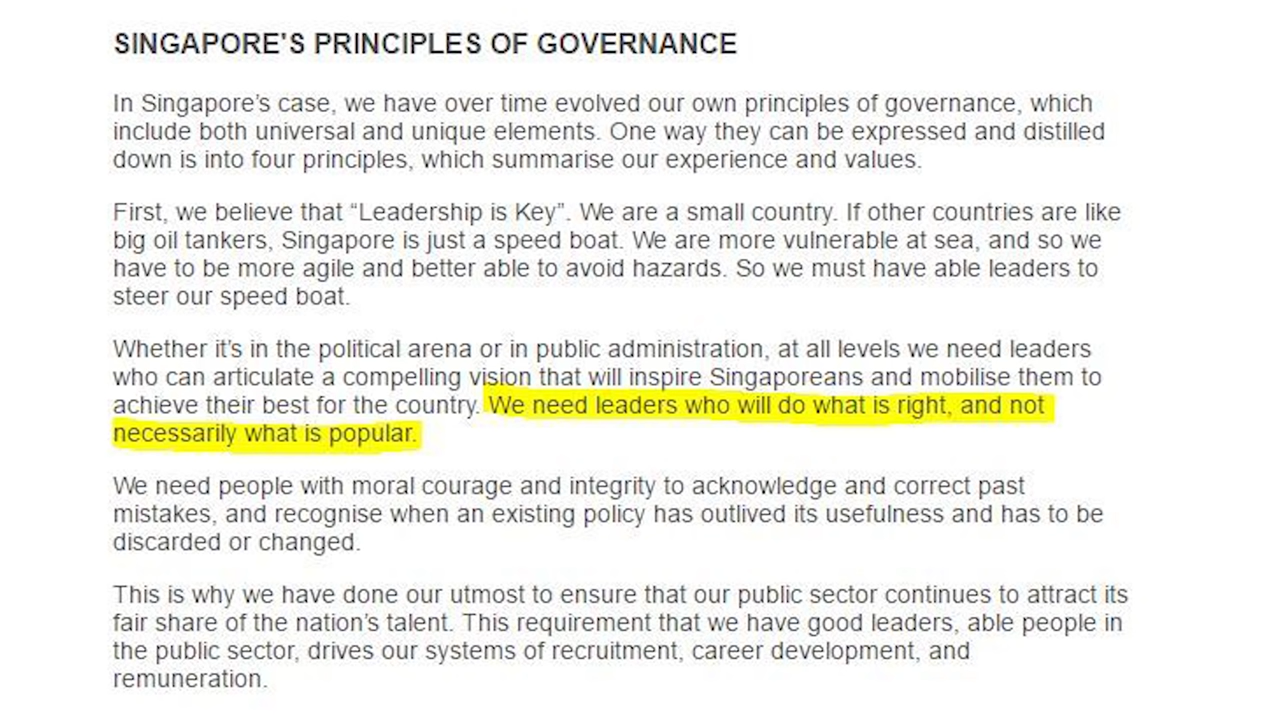 SINGAPORE'S PRINCIPLES OF GOVERNANCE
In Singapore’s case, we have over time evolved our own principles of governance, which
include both universal and unique elements. One way they can be expressed and distilled
down is into four principles, which summarise our experience and values.
First, we believe that “Leadership is Key”. We are a small country. If other countries are like
big oil tankers, Singapore is just a speed boat. We are more vulnerable at sea, and so we
have to be more agile and better able to avoid hazards. So we must have able leaders to
steer our speed boat.
Whether it’s in the political arena or in public administration, at all levels we need leaders
who can articulate a compelling vision that will inspire Singaporeans and mobilise them to
achieve their best for the country. We need leaders who will do what is right, and not
necessarily what is popular.
We need people with moral courage and integrity to acknowledge and correct past
mistakes, and recognise when an existing policy has outlived its usefulness and has to be
discarded or changed.
This is why we have done our utmost to ensure that our public sector continues to attract its
fair share of the nation’s talent. This requirement that we have good leaders, able people in
the public sector, drives our systems of recruitment, career development, and
remuneration.